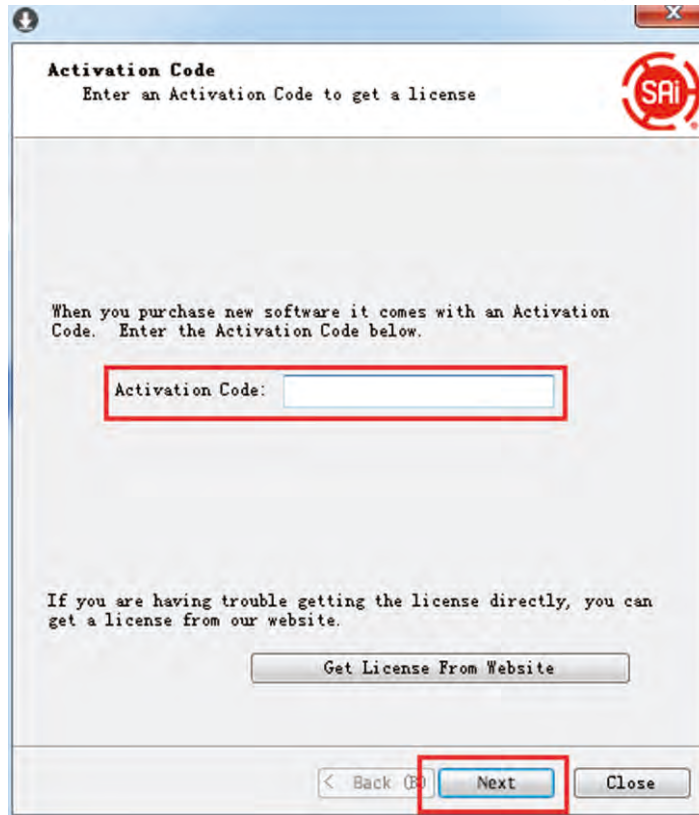 Activation Code
Enter an Activation Code to get a license
SAi
When you purchase new software it comes with an Activation
Code. Enter the Activation Code below.
Activation Code:
If you are having trouble getting the license directly, you can
get a license from our website.
Get License From Website
< Back (B)
Next
Close